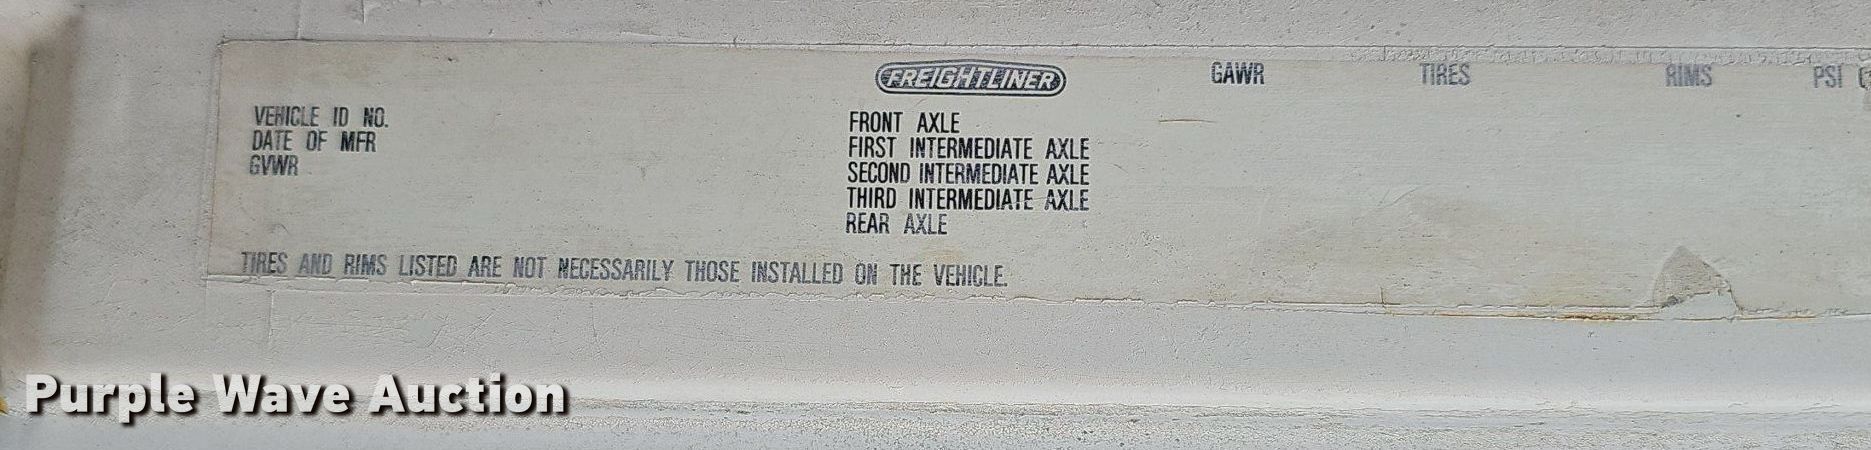 FREIGHTLINER GAWR TIRES RIMS PSI
VEHICLE ID NO.
DATE OF MFR
GVWR
FRONT AXLE
FIRST INTERMEDIATE AXLE
SECOND INTERMEDIATE AXLE
THIRD INTERMEDIATE AXLE
REAR AXLE
TIRES AND RIMS LISTED ARE NOT NECESSARILY THOSE INSTALLED ON THE VEHICLE.
Purple Wave Auction